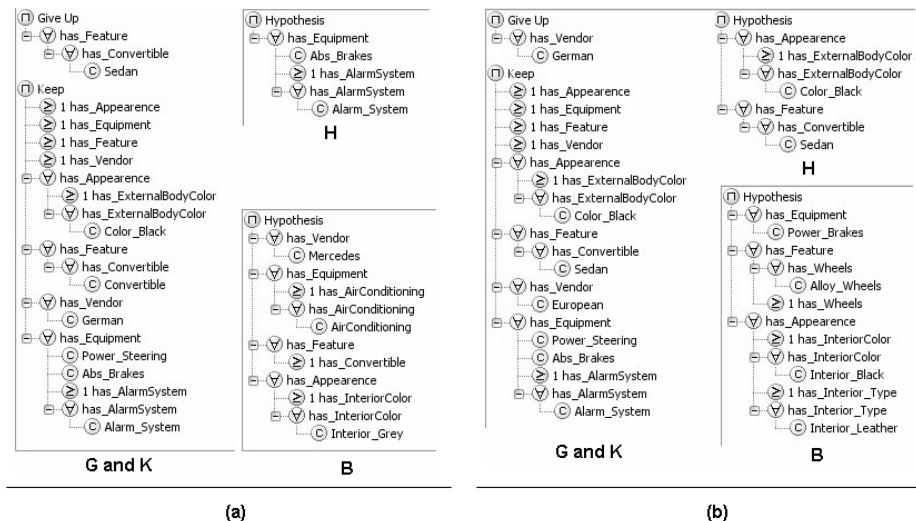 Give Up
∀ has_Feature
∀ has_Convertible
C Sedan
Keep
≥ 1 has_Appearence
≥ 1 has_Equipment
≥ 1 has_Feature
≥ 1 has_Vendor
∀ has_Appearence
≥ 1 has_ExternalBodyColor
∀ has_ExternalBodyColor
C Color_Black
∀ has_Feature
∀ has_Convertible
C Convertible
∀ has_Vendor
C German
∀ has_Equipment
C Power_Steering
C Abs_Brakes
≥ 1 has_AlarmSystem
∀ has_AlarmSystem
C Alarm_System
G and K
Hypothesis
∀ has_Equipment
C Abs_Brakes
≥ 1 has_AlarmSystem
∀ has_AlarmSystem
C Alarm_System
H
Hypothesis
∀ has_Vendor
C Mercedes
∀ has_Equipment
≥ 1 has_AirConditioning
∀ has_AirConditioning
C AirConditioning
∀ has_Feature
≥ 1 has_Convertible
∀ has_Appearence
≥ 1 has_InteriorColor
∀ has_InteriorColor
C Interior_Grey
B
(a)
Give Up
∀ has_Vendor
C German
Keep
≥ 1 has_Appearence
≥ 1 has_Equipment
≥ 1 has_Feature
≥ 1 has_Vendor
∀ has_Appearence
≥ 1 has_ExternalBodyColor
∀ has_ExternalBodyColor
C Color_Black
∀ has_Feature
∀ has_Convertible
C Sedan
∀ has_Vendor
C European
∀ has_Equipment
C Power_Steering
C Abs_Brakes
≥ 1 has_AlarmSystem
∀ has_AlarmSystem
C Alarm_System
G and K
Hypothesis
∀ has_Appearence
≥ 1 has_ExternalBodyColor
∀ has_ExternalBodyColor
C Color_Black
∀ has_Feature
∀ has_Convertible
C Sedan
H
Hypothesis
∀ has_Equipment
C Power_Brakes
∀ has_Feature
∀ has_Wheels
C Alloy_Wheels
≥ 1 has_Wheels
∀ has_Appearence
≥ 1 has_InteriorColor
∀ has_InteriorColor
C Interior_Black
≥ 1 has_Interior_Type
∀ has_Interior_Type
C Interior_Leather
B
(b)